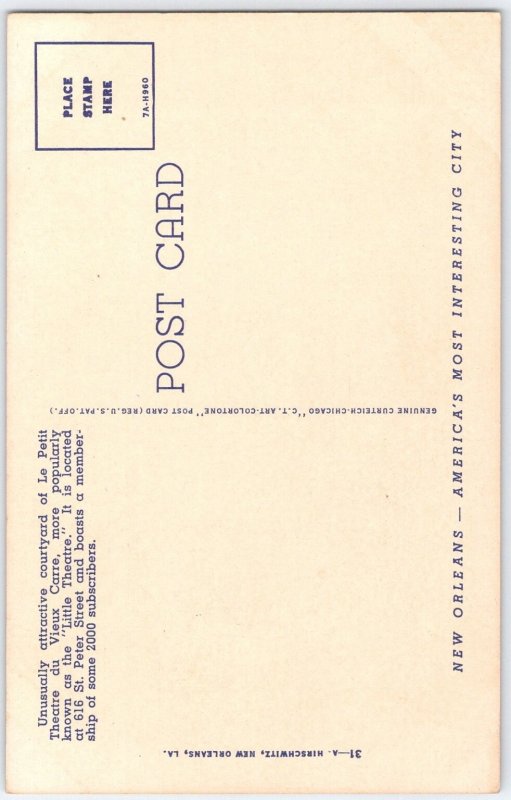 Unusually attractive courtyard of Le Petit
Theatre du Vieux Carre, more popularly
known as the "Little Theatre." It is located
at 616 St. Peter Street and boasts a member-
ship of some 2000 subscribers.
POST CARD
PLACE
STAMP
HERE
7A-H960
GENUINE CURTEICH-CHICAGO "C.T. ART-COLORTONE" POST CARD (REG. U.S. PAT. OFF.)
31—A. HIRSCHWITZ, NEW ORLEANS, LA.
NEW ORLEANS — AMERICA'S MOST INTERESTING CITY